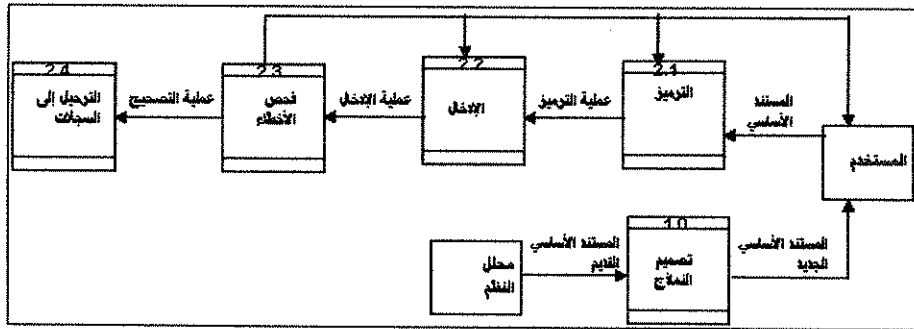 2.1
الترميز
2.2
الإدخال
2.3
فحص
الأخطاء
2.4
الترحيل إلى
السجلات
المستند
الأساسي
عملية الترميز
عملية الإدخال
عملية التصحيح
المستخدم
1.0
تصميم
النماذج
المستند الأساسي
الجديد
المستند الأساسي
القديم
محلل
النظم